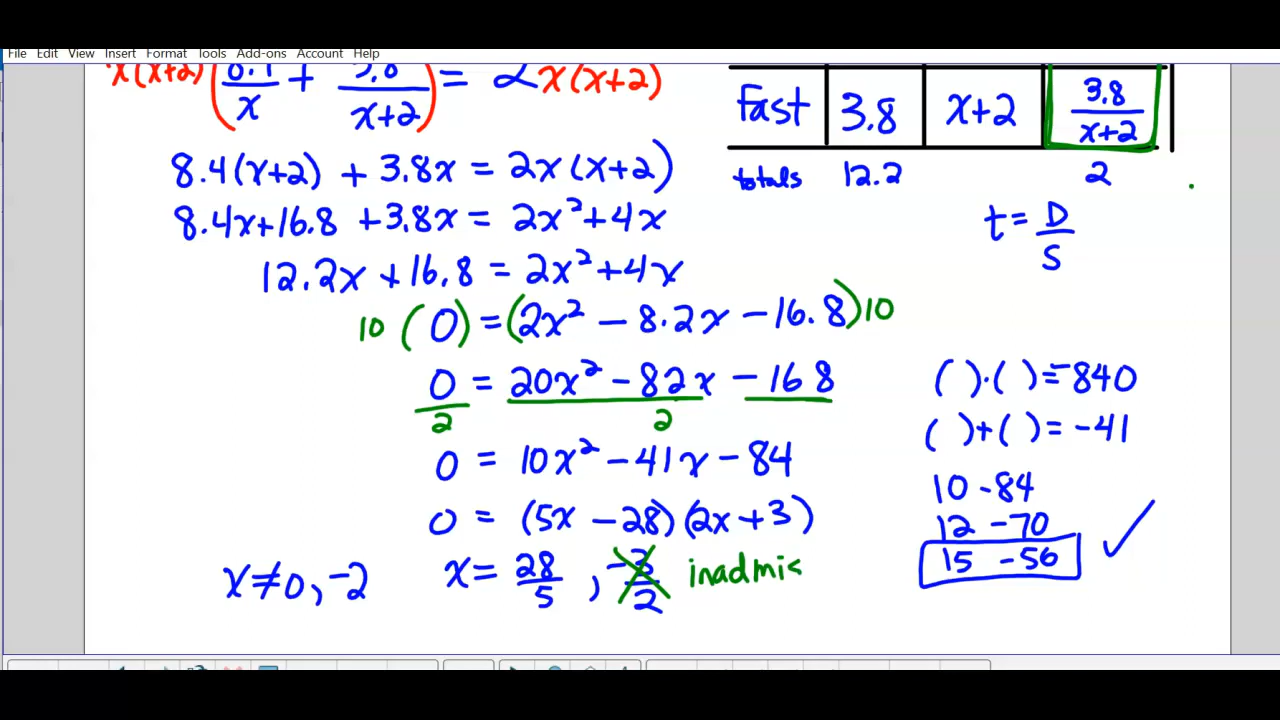 File Edit View Insert Format Tools Add-ons Account Help
x(x+2) ( /x + /(x+2) ) = 2x(x+2)
8.4(x+2) + 3.8x = 2x(x+2)
8.4x+16.8 +3.8x = 2x²+4x
12.2x+16.8 = 2x²+4x
10 ( 0 ) = (2x² - 8.2x - 16.8) 10
0 = 20x² - 82x - 168
2 2
0 = 10x² - 41x - 84
0 = (5x - 28)(2x+3)
x = 28/5 , -3/2 inadmis
x≠0, -2
Fast 3.8 x+2 3.8/(x+2)
totals 12.2 2
t = D/S
( )·( ) = -840
( )+( ) = -41
10 -84
12 -70
15 -56 ✓